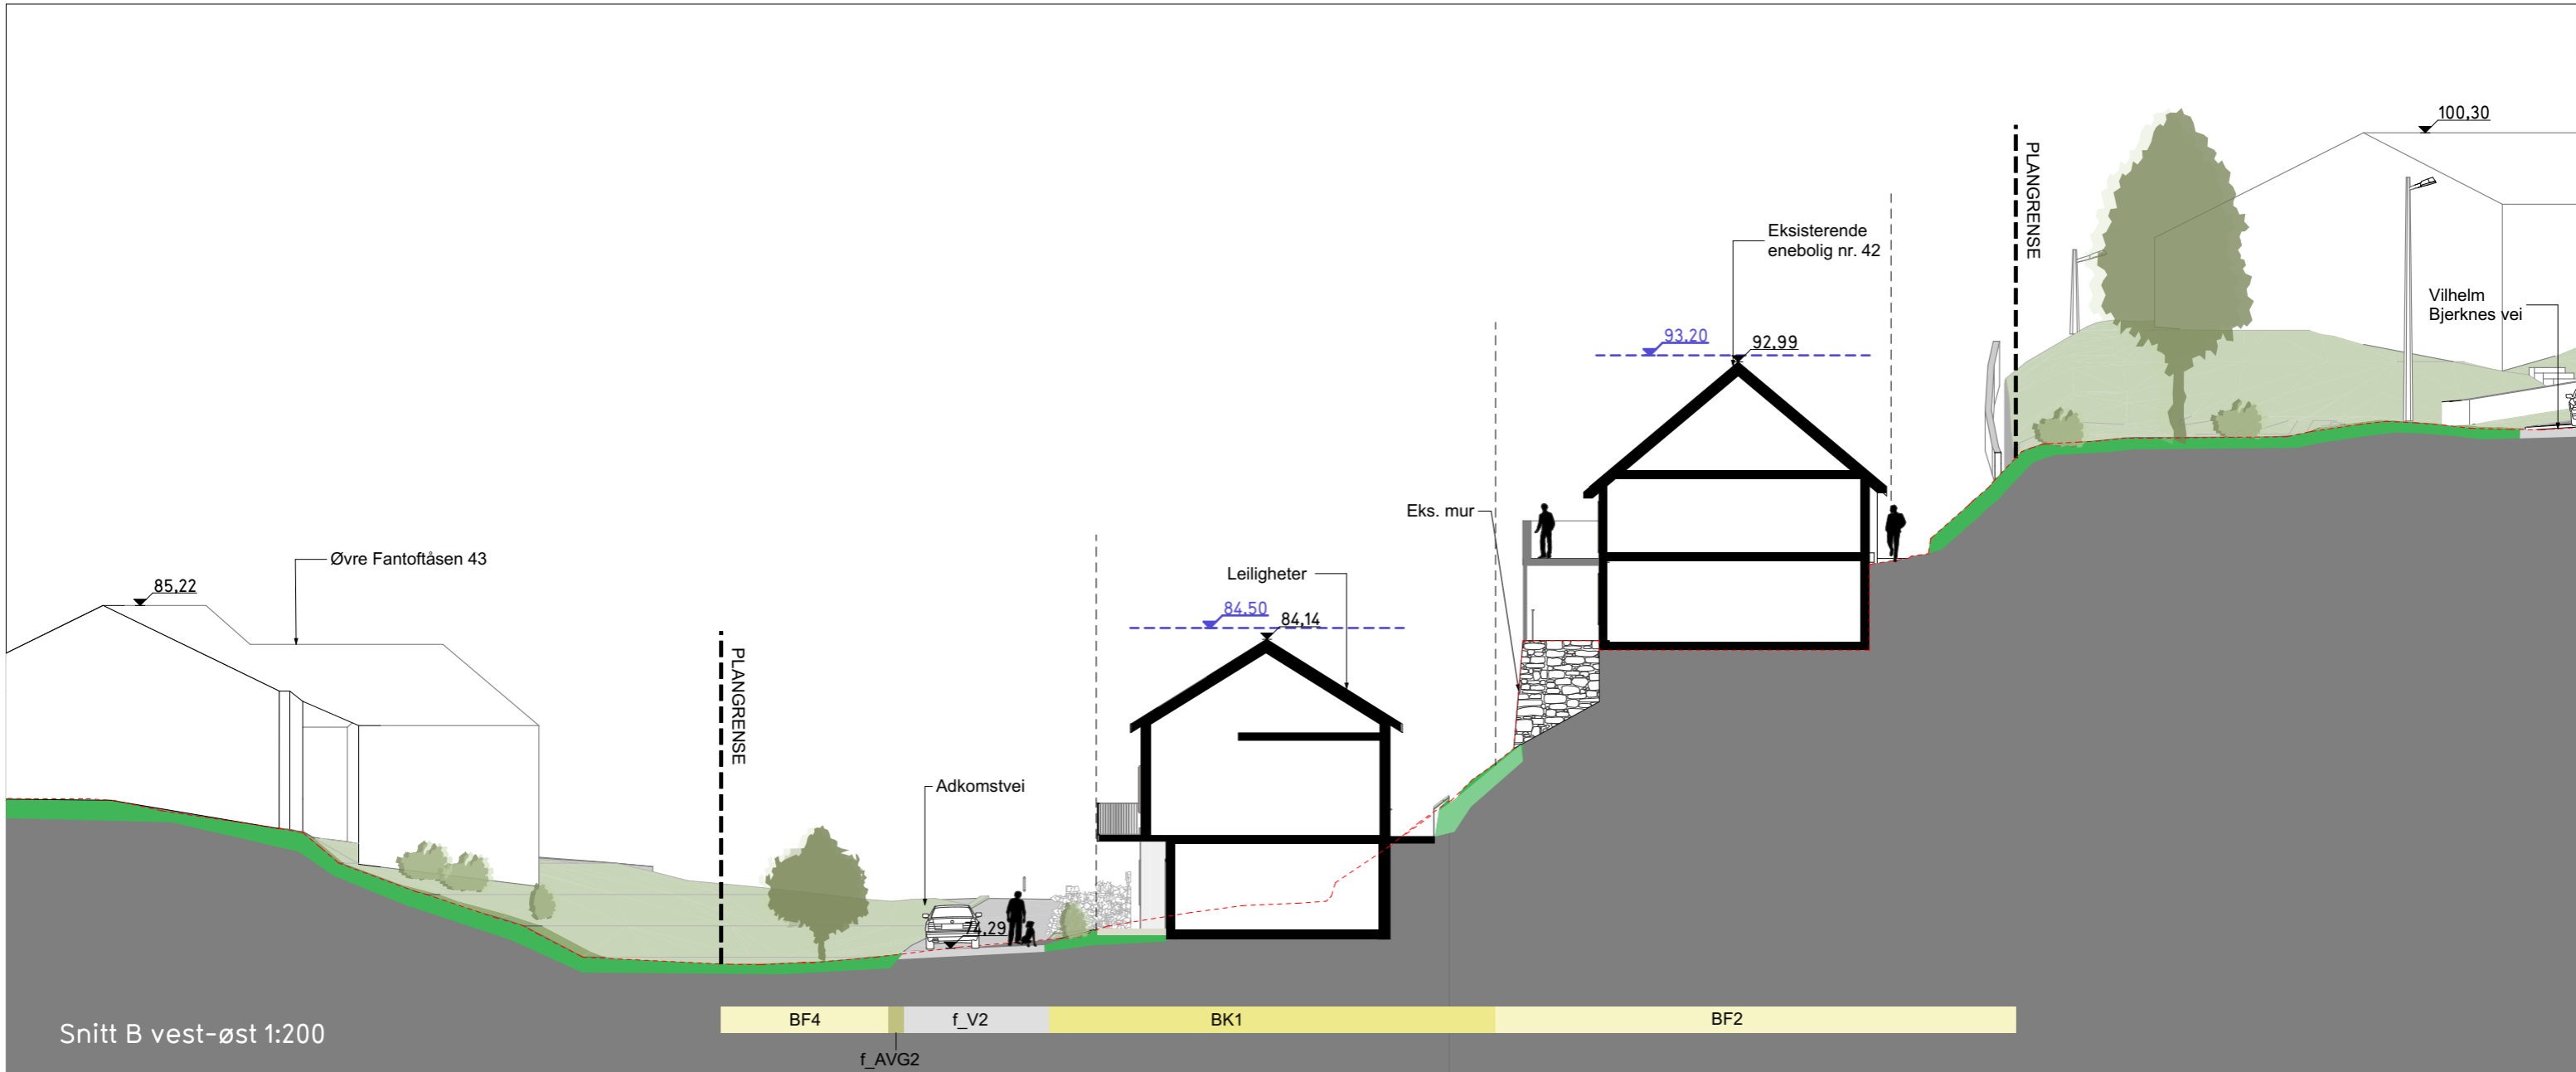 100,30
PLANGRENSE
Eksisterende
enebolig nr. 42
Vilhelm
Bjerknes vei
93,20
92,99
Eks. mur
Øvre Fantoftåsen 43
85,22
Leiligheter
84,50
84,14
PLANGRENSE
Adkomstvei
74,29
BF4
f_V2
BK1
BF2
f_AVG2
Snitt B vest-øst 1:200